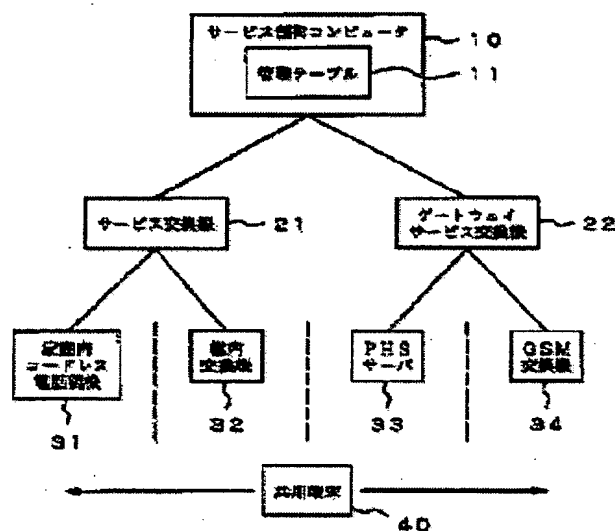 サービス制御コンピュータ
10
管理テーブル
11
サービス交換機
21
ゲートウェイ
サービス交換機
22
家庭内
コードレス
電話親機
31
構内
交換機
32
PHS
サーバ
33
GSM
交換機
34
共用端末
40